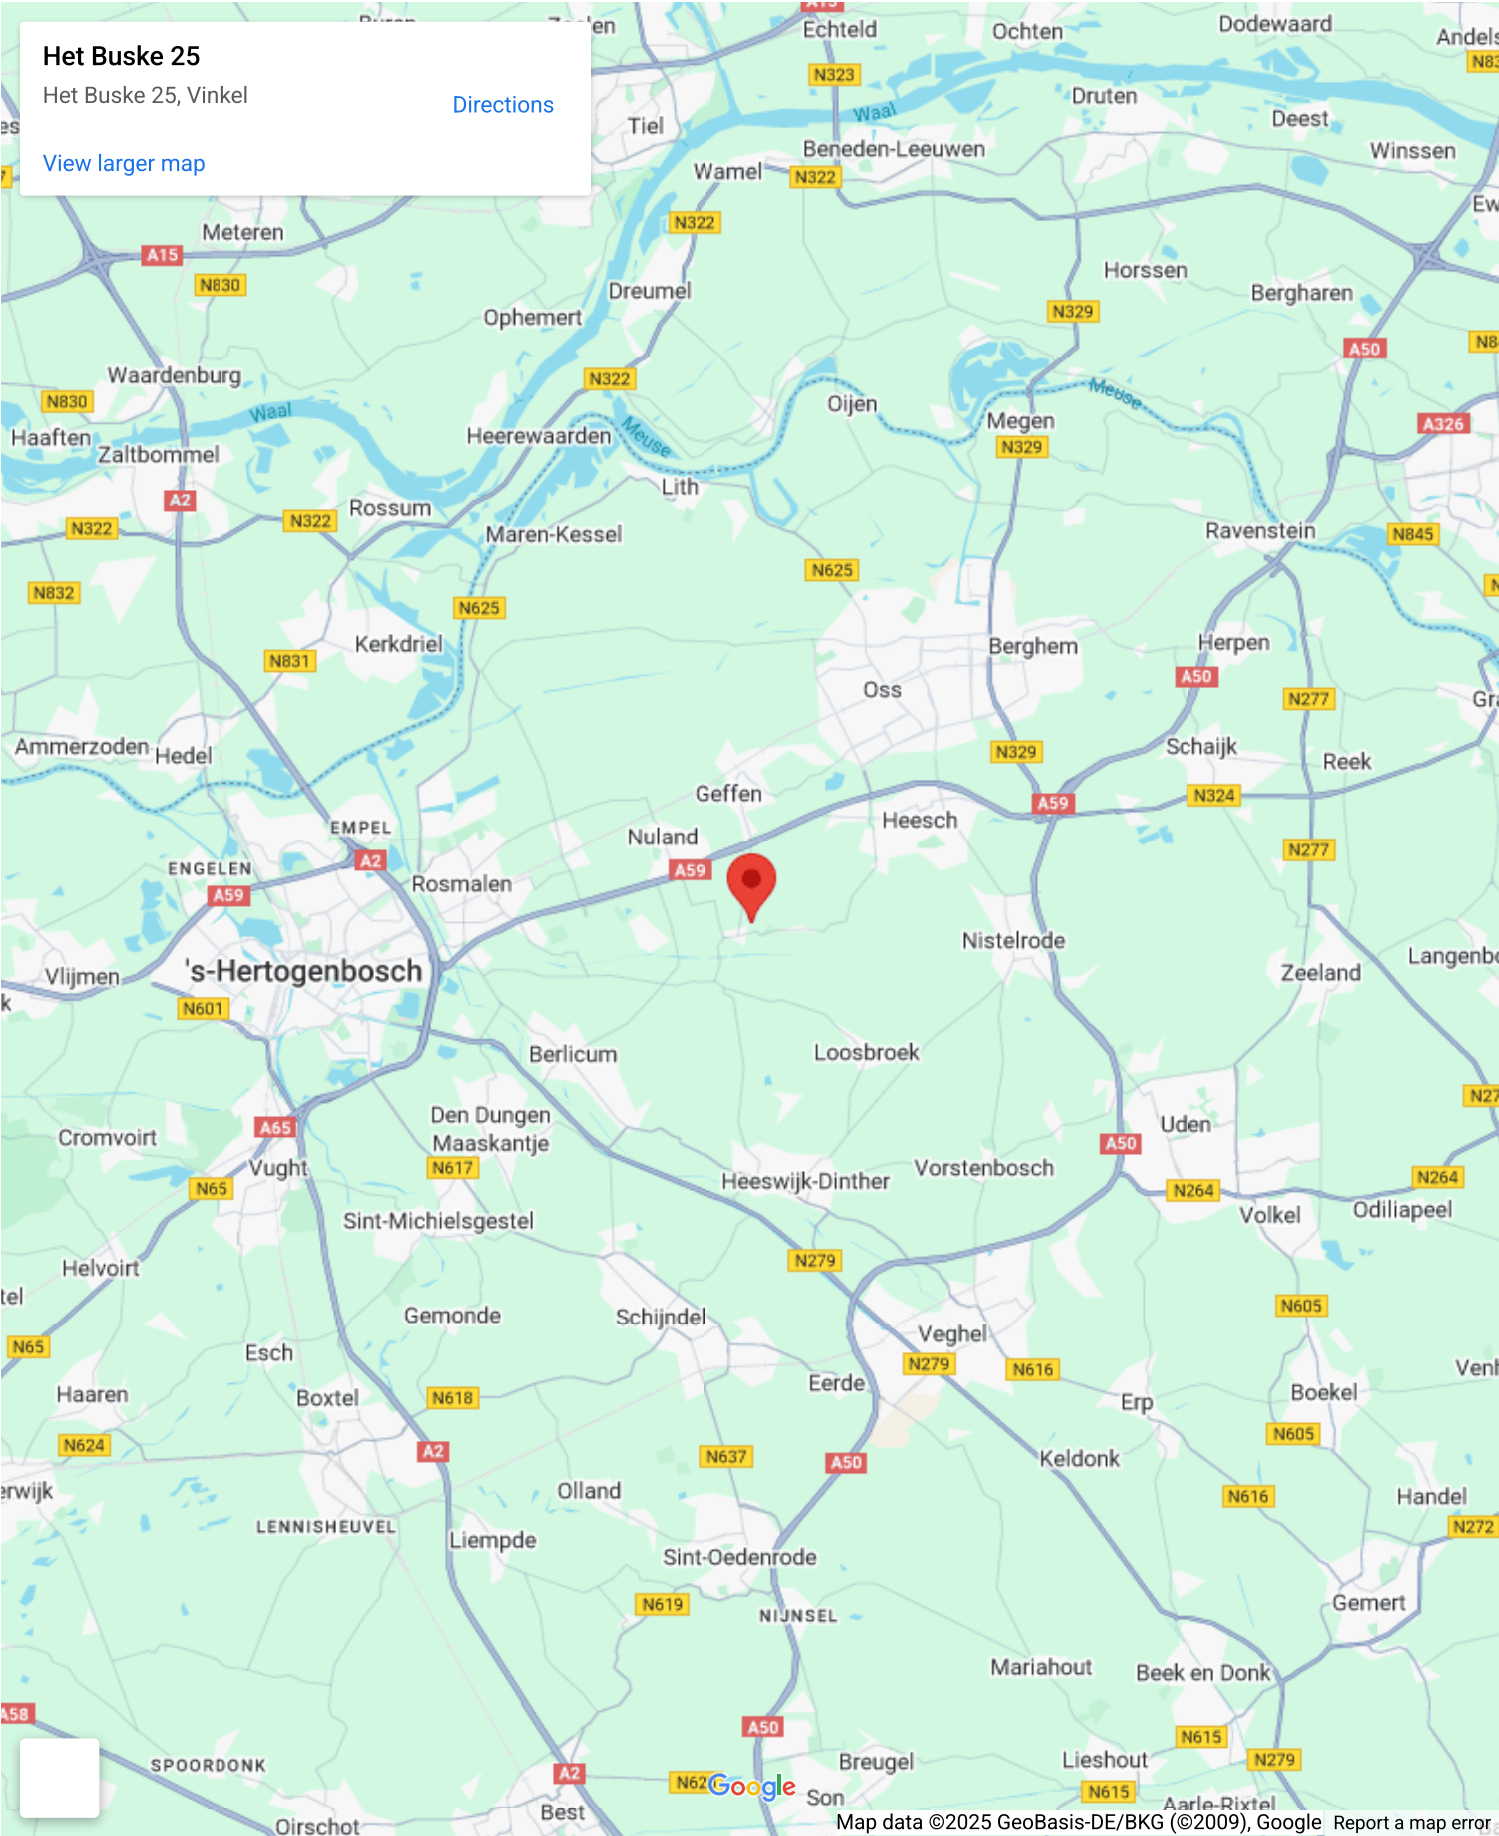 A15
Echteld
Ochten
Dodewaard
Het Buske 25
Het Buske 25, Vinkel
Directions
View larger map
N323
Waal
Druten
Deest
Tiel
Beneden-Leeuwen
Winssen
Wamel
N322
N322
Meteren
A15
N830
Horssen
Bergharen
Dreumel
Ophemert
N329
A50
Waardenburg
N322
N830
Waal
Meuse
Oijen
Megen
A326
Haaften
Zaltbommel
Heerewaarden
Meuse
N329
Lith
A2
Rossum
N322
N322
Maren-Kessel
Ravenstein
N845
N625
N832
N625
Kerkdriel
N831
Berghem
Herpen
A50
Oss
N277
Ammerzoden
Hedel
N329
Schaijk
Reek
Geffen
N324
A59
Heesch
EMPEL
Nuland
N277
ENGELEN
A2
A59
Rosmalen
A59
Nistelrode
's-Hertogenbosch
Vlijmen
Zeeland
N601
Berlicum
Loosbroek
Den Dungen
Maaskantje
Cromvoirt
A65
Uden
A50
Vught
N617
Heeswijk-Dinther
Vorstenbosch
N65
N264
N264
Sint-Michielsgestel
Volkel
Odiliapeel
Helvoirt
N279
N605
Gemonde
Schijndel
N65
Veghel
Esch
N279
N616
Haaren
Boxtel
N618
Eerde
Erp
Boekel
N624
A2
N637
A50
Keldonk
N605
Olland
N616
Handel
LENNISHEUVEL
Liempde
N272
Sint-Oedenrode
N619
NIJNSEL
Gemert
Mariahout
Beek en Donk
A58
A50
N615
SPOORDONK
A2
Breugel
Lieshout
N279
Google
N615
Best
Son
Aarle-Rixtel
Oirschot
Map data ©2025 GeoBasis-DE/BKG (©2009), Google
Report a map error